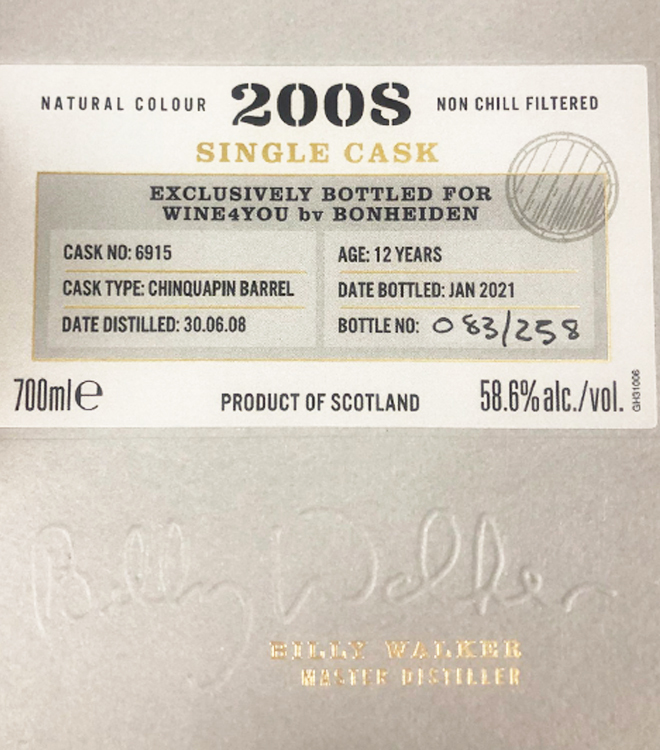 NATURAL COLOUR 2008 NON CHILL FILTERED
SINGLE CASK
EXCLUSIVELY BOTTLED FOR
WINE4YOU bv BONHEIDEN
CASK NO: 6915
CASK TYPE: CHINQUAPIN BARREL
DATE DISTILLED: 30.06.08
AGE: 12 YEARS
DATE BOTTLED: JAN 2021
BOTTLE NO: 083/258
700ml℮ PRODUCT OF SCOTLAND 58.6% alc./vol.
GH31006
Billy Walker
BILLY WALKER
MASTER DISTILLER